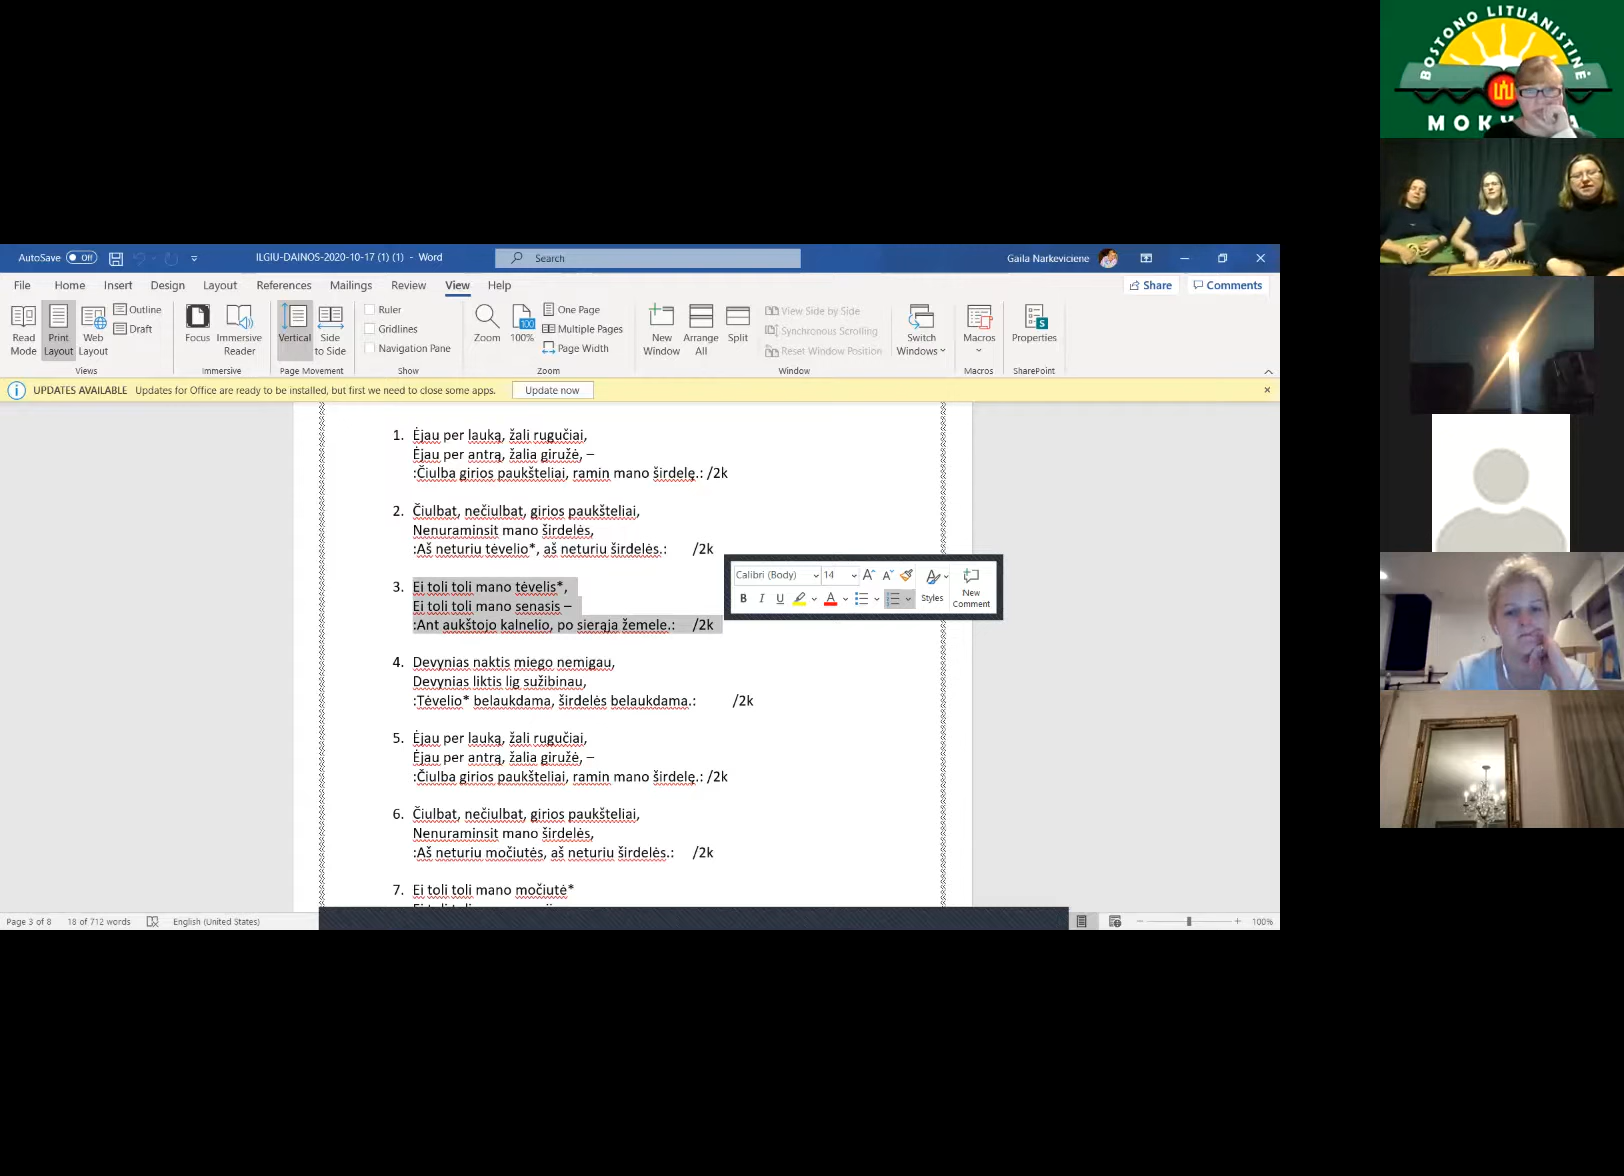 AutoSave Off ILGIU-DAINOS-2020-10-17 (1) (1) - Word Search Gaila Narkeviciene
File Home Insert Design Layout References Mailings Review View Help Share Comments
Read Mode
Print Layout
Web Layout
Outline
Draft
Views
Focus
Immersive Reader
Immersive
Vertical
Side to Side
Page Movement
Ruler
Gridlines
Navigation Pane
Show
Zoom
100
100%
One Page
Multiple Pages
Page Width
Zoom
New Window
Arrange All
Split
View Side by Side
Synchronous Scrolling
Reset Window Position
Switch Windows
Window
Macros
Macros
Properties
SharePoint
UPDATES AVAILABLE Updates for Office are ready to be installed, but first we need to close some apps. Update now
1. Ėjau per lauką, žali rugučiai,
Ėjau per antrą, žalia giružė, –
:Čiulba girios paukšteliai, ramin mano širdelę.: /2k
2. Čiulbat, nečiulbat, girios paukšteliai,
Nenuraminsit mano širdelės,
:Aš neturiu tėvelio*, aš neturiu širdelės.: /2k
3. Ei toli toli mano tėvelis*,
Ei toli toli mano senasis –
:Ant aukštojo kalnelio, po sierąja žemele.: /2k
Calibri (Body) 14
B I U A Styles New Comment
4. Devynias naktis miego nemigau,
Devynias liktis lig sužibinau,
:Tėvelio* belaukdama, širdelės belaukdama.: /2k
5. Ėjau per lauką, žali rugučiai,
Ėjau per antrą, žalia giružė, –
:Čiulba girios paukšteliai, ramin mano širdelę.: /2k
6. Čiulbat, nečiulbat, girios paukšteliai,
Nenuraminsit mano širdelės,
:Aš neturiu močiutės, aš neturiu širdelės.: /2k
7. Ei toli toli mano močiutė*
Page 3 of 8 18 of 712 words English (United States) 100%
BOSTONO LITUANISTINĖ